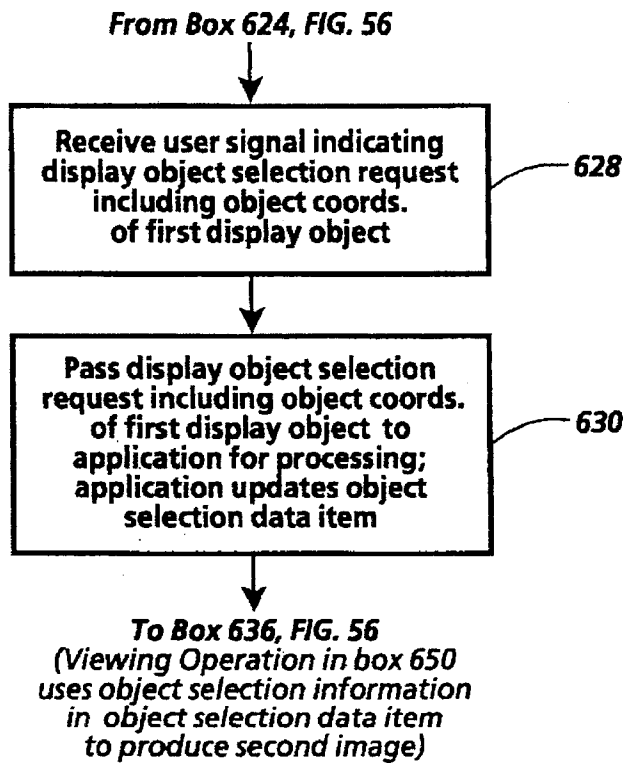 From Box 624, FIG. 56
Receive user signal indicating
display object selection request
including object coords.
of first display object
628
Pass display object selection
request including object coords.
of first display object to
application for processing;
application updates object
selection data item
630
To Box 636, FIG. 56
(Viewing Operation in box 650
uses object selection information
in object selection data item
to produce second image)